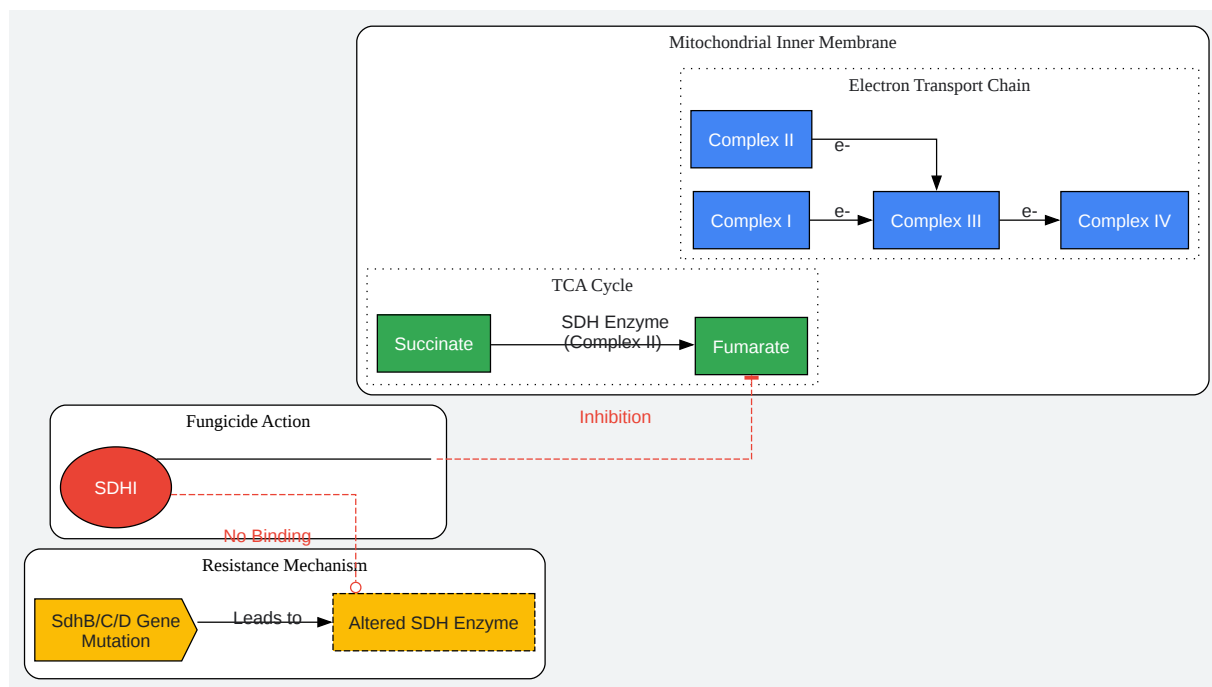 Mitochondrial Inner Membrane
Electron Transport Chain
Complex II
e-
Complex I
e-
Complex III
e-
Complex IV
TCA Cycle
Succinate
SDH Enzyme
(Complex II)
Fumarate
Inhibition
Fungicide Action
SDHI
No Binding
Resistance Mechanism
SdhB/C/D Gene
Mutation
Leads to
Altered SDH Enzyme